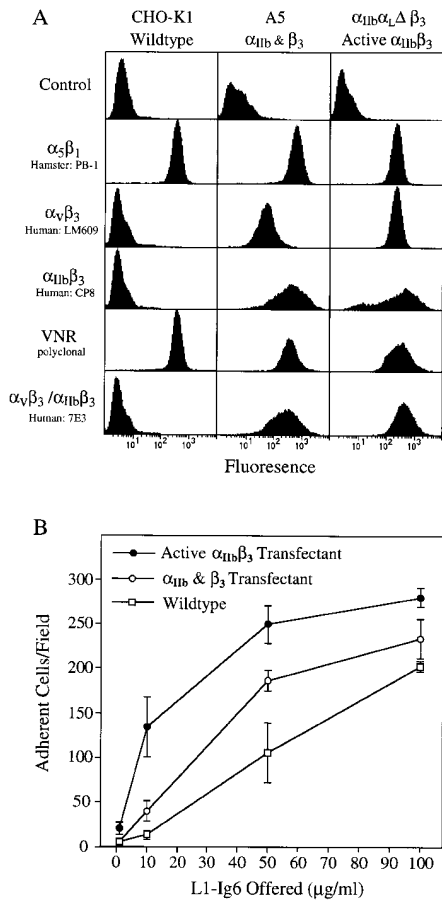 A
CHO-K1
Wildtype
A5
αIIb & β3
αIIbαLΔ β3
Active αIIbβ3
Control
α5β1
Hamster: PB-1
αVβ3
Human: LM609
αIIbβ3
Human: CP8
VNR
polyclonal
αVβ3 /αIIbβ3
Human: 7E3
10¹ 10² 10³ 10¹ 10² 10³ 10¹ 10² 10³
Fluoresence
B
Active αIIbβ3 Transfectant
αIIb & β3 Transfectant
Wildtype
300
250
200
150
100
50
0
Adherent Cells/Field
0 10 20 30 40 50 60 70 80 90 100
L1-Ig6 Offered (μg/ml)